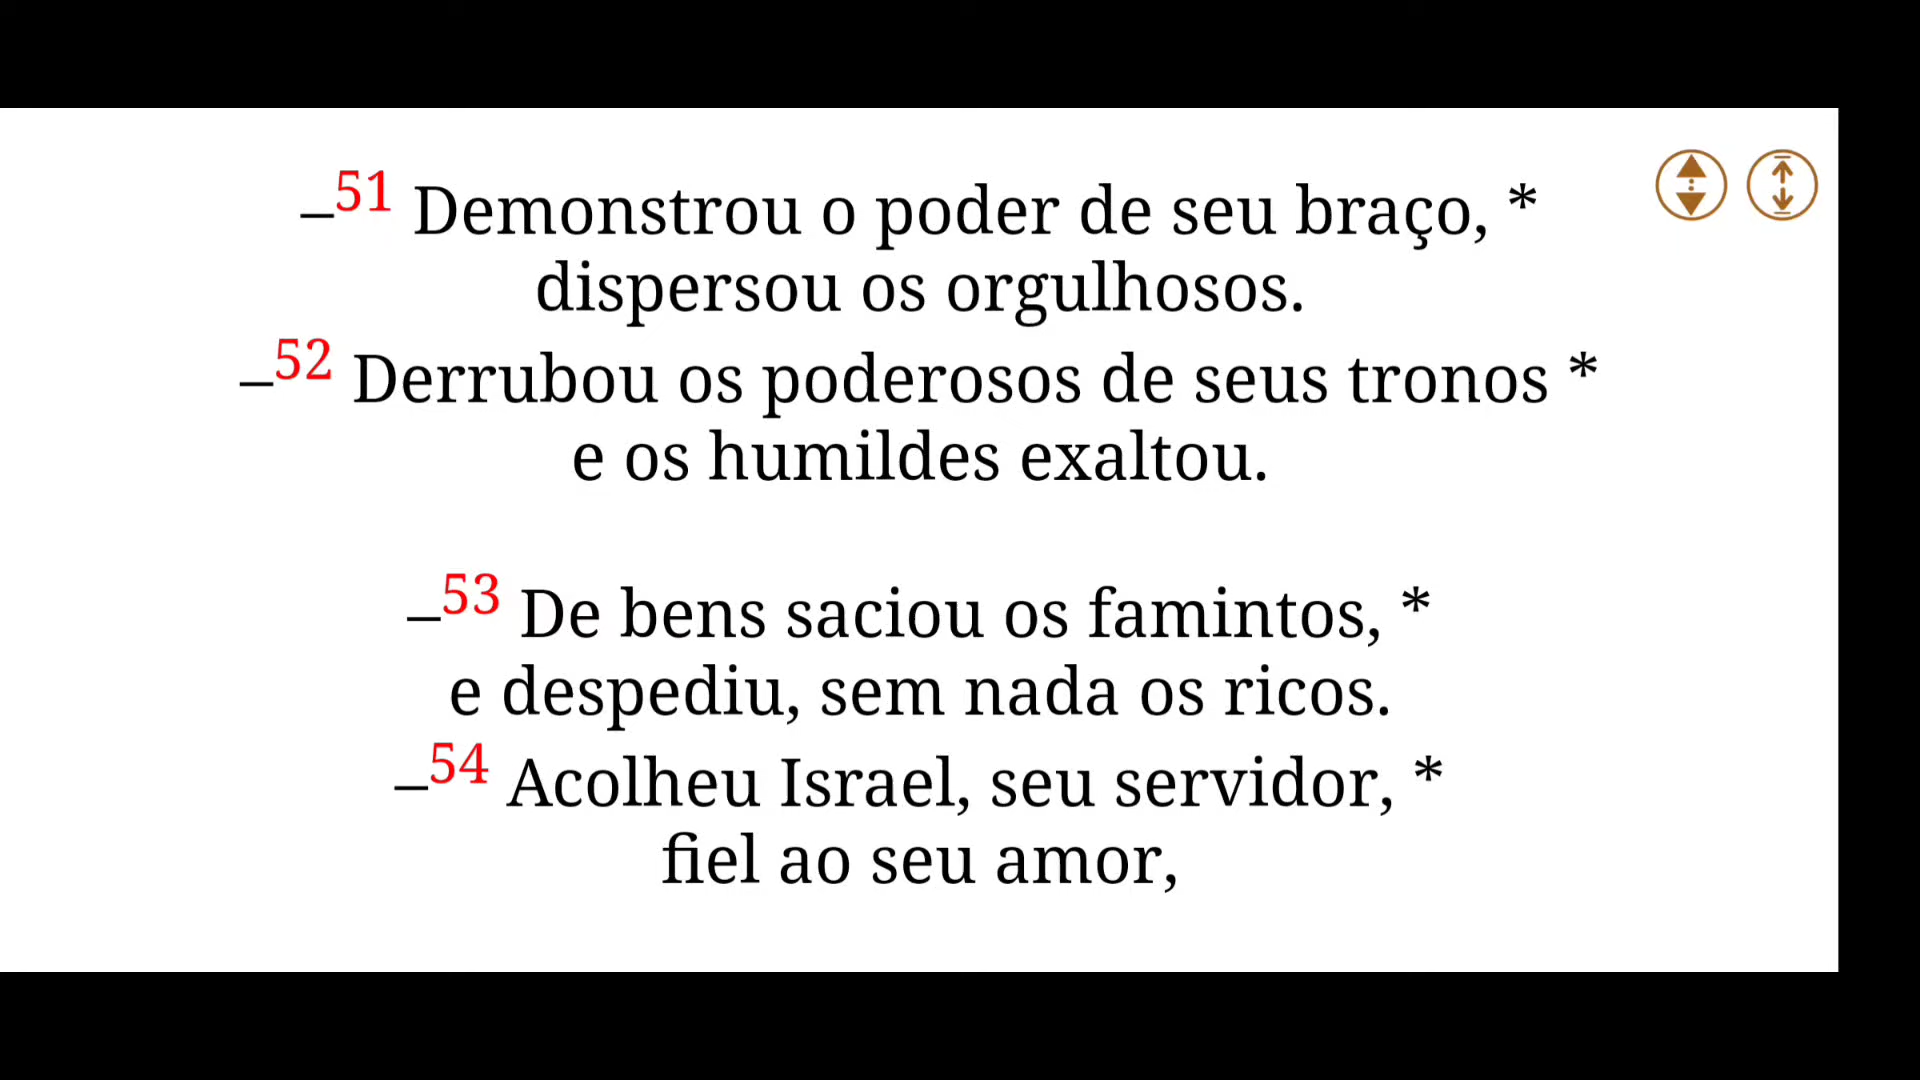 –51 Demonstrou o poder de seu braço, *
dispersou os orgulhosos.
–52 Derrubou os poderosos de seus tronos *
e os humildes exaltou.
–53 De bens saciou os famintos, *
e despediu, sem nada os ricos.
–54 Acolheu Israel, seu servidor, *
fiel ao seu amor,